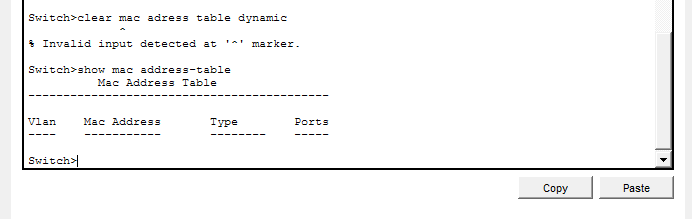 Switch>clear mac adress table dynamic
^
% Invalid input detected at '^' marker.
Switch>show mac address-table
Mac Address Table
-------------------------------------------
Vlan    Mac Address       Type        Ports
----    -----------       --------    -----
Switch>
Copy    Paste